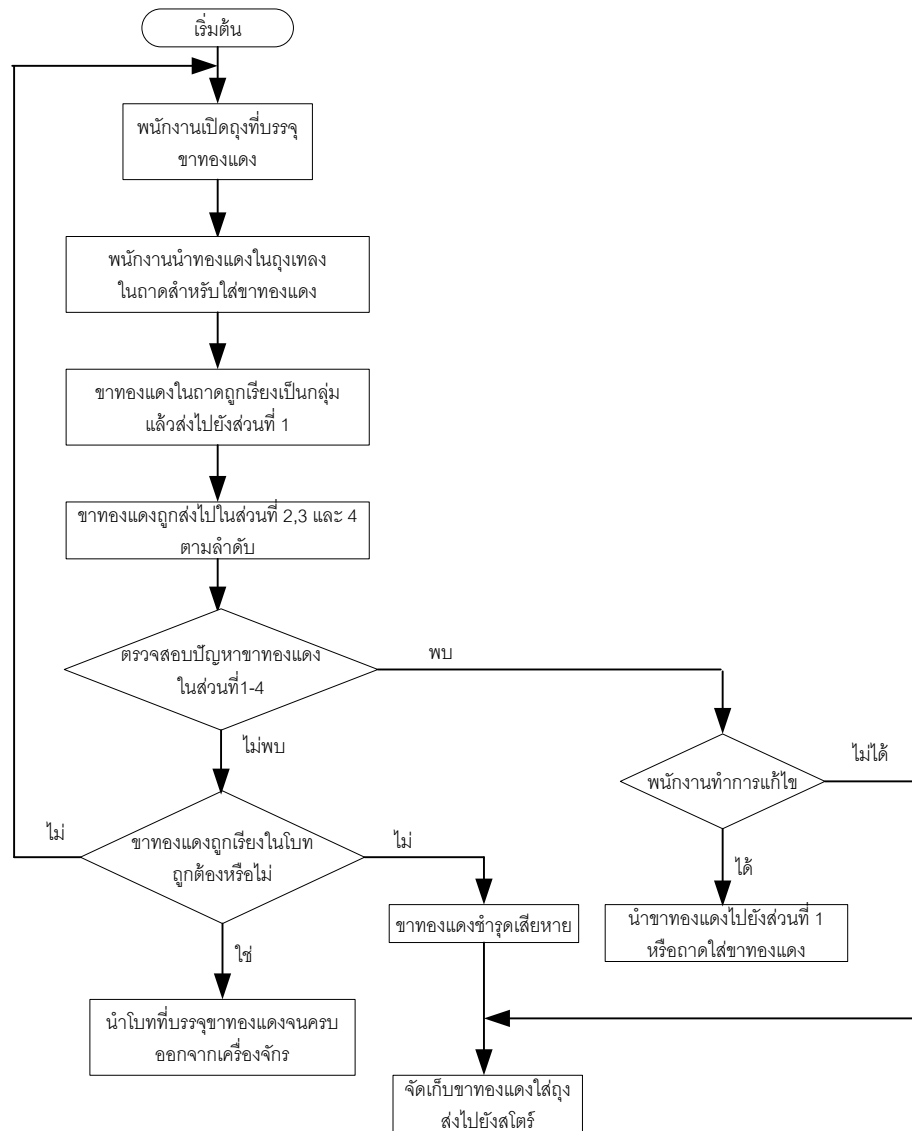 เริ่มต้น
พนักงานเปิดถุงที่บรรจุ
ขาทองแดง
พนักงานนำทองแดงในถุงเทลง
ในถาดสำหรับใส่ขาทองแดง
ขาทองแดงในถาดถูกเรียงเป็นกลุ่ม
แล้วส่งไปยังส่วนที่ 1
ขาทองแดงถูกส่งไปในส่วนที่ 2,3 และ 4
ตามลำดับ
ตรวจสอบปัญหาขาทองแดง
ในส่วนที่1-4
พบ
ไม่พบ
พนักงานทำการแก้ไข
ไม่ได้
ได้
ขาทองแดงถูกเรียงในโบท
ถูกต้องหรือไม่
ไม่
ไม่
ใช่
ขาทองแดงชำรุดเสียหาย
นำขาทองแดงไปยังส่วนที่ 1
หรือถาดใส่ขาทองแดง
นำโบทที่บรรจุขาทองแดงจนครบ
ออกจากเครื่องจักร
จัดเก็บขาทองแดงใส่ถุง
ส่งไปยังสโตร์